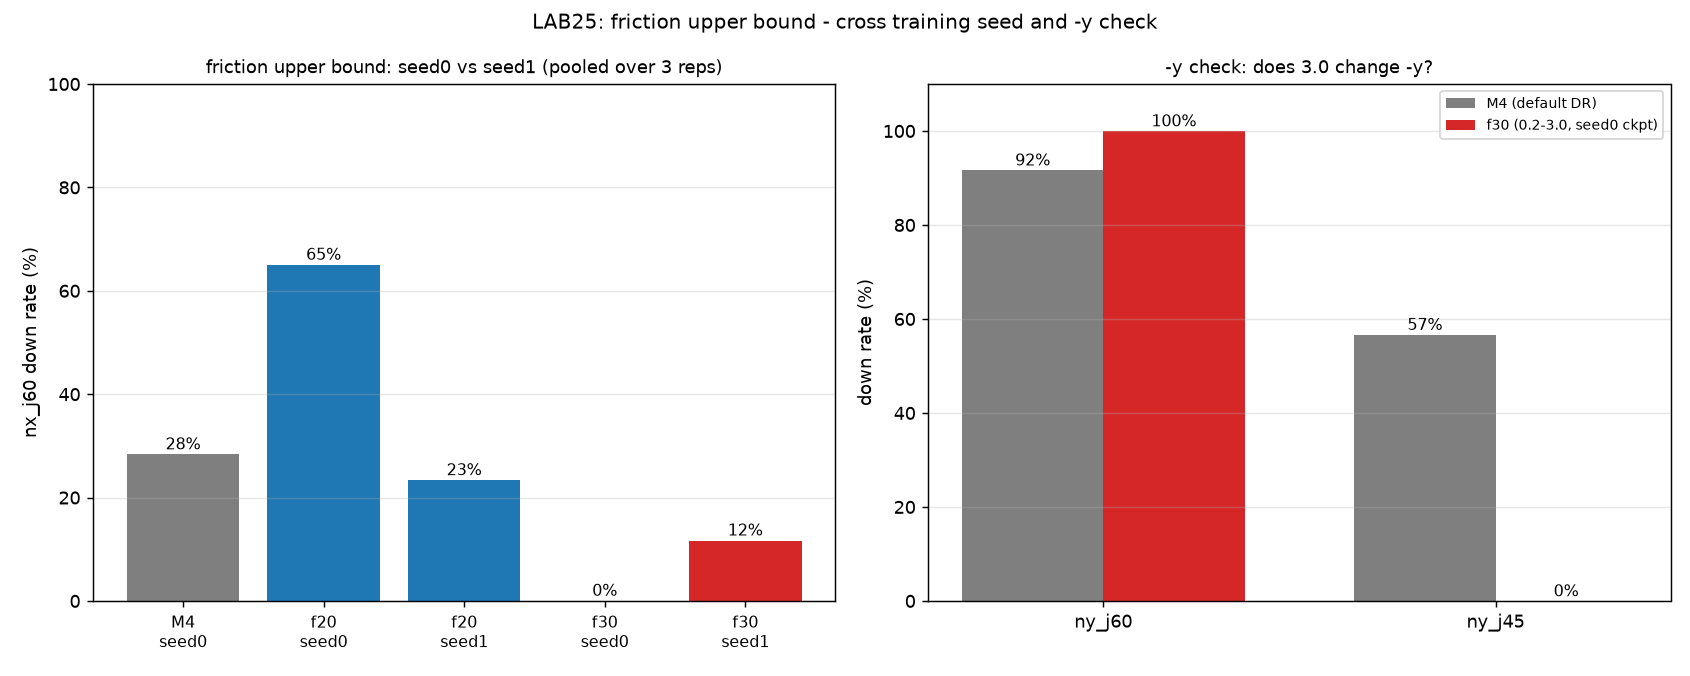 LAB25: friction upper bound - cross training seed and -y check
friction upper bound: seed0 vs seed1 (pooled over 3 reps)
nx_j60 down rate (%)
100
80
60
40
20
0
28%
65%
23%
0%
12%
M4
seed0
f20
seed0
f20
seed1
f30
seed0
f30
seed1
-y check: does 3.0 change -y?
down rate (%)
100
80
60
40
20
0
M4 (default DR)
f30 (0.2-3.0, seed0 ckpt)
92%
100%
57%
0%
ny_j60
ny_j45